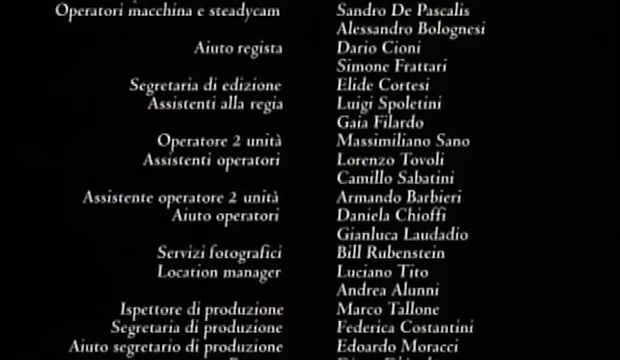 Operatori macchina e steadycam Sandro De Pascalis
Alessandro Bolognesi
Aiuto regista Dario Cioni
Simone Frattari
Segretaria di edizione Elide Cortesi
Assistenti alla regia Luigi Spoletini
Gaia Filardo
Operatore 2 unità Massimiliano Sano
Assistenti operatori Lorenzo Tovoli
Camillo Sabatini
Assistente operatore 2 unità Armando Barbieri
Aiuto operatori Daniela Chioffi
Gianluca Laudadio
Servizi fotografici Bill Rubenstein
Location manager Luciano Tito
Andrea Alunni
Ispettore di produzione Marco Tallone
Segretaria di produzione Federica Costantini
Aiuto segretario di produzione Edoardo Moracci